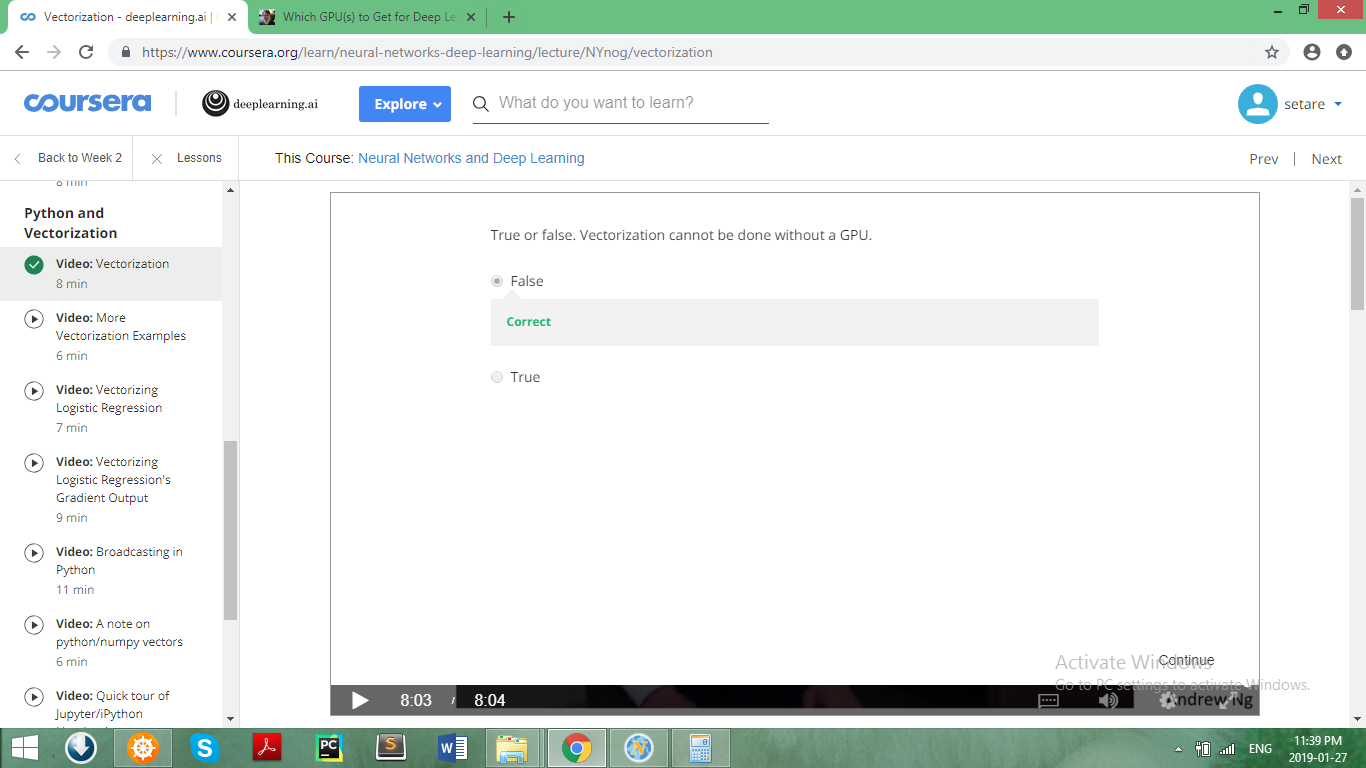 Vectorization - deeplearning.ai |
Which GPU(s) to Get for Deep Le
https://www.coursera.org/learn/neural-networks-deep-learning/lecture/NYnog/vectorization
coursera
deeplearning.ai
Explore
What do you want to learn?
setare
Back to Week 2
Lessons
This Course: Neural Networks and Deep Learning
Prev | Next
8 min
Python and
Vectorization
Video: Vectorization
8 min
Video: More
Vectorization Examples
6 min
Video: Vectorizing
Logistic Regression
7 min
Video: Vectorizing
Logistic Regression's
Gradient Output
9 min
Video: Broadcasting in
Python
11 min
Video: A note on
python/numpy vectors
6 min
Video: Quick tour of
Jupyter/iPython
True or false. Vectorization cannot be done without a GPU.
False
Correct
True
Continue
Activate Windows
Go to PC settings to activate Windows.
8:03 / 8:04
Andrew Ng
PC
S
W
N
ENG
11:39 PM
2019-01-27